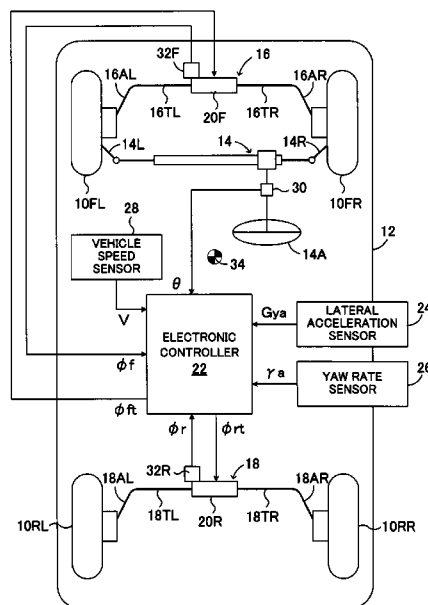 32F
16
16AL
16AR
16TL
20F
16TR
14L
14
14R
10FL
30
10FR
28
VEHICLE
SPEED
SENSOR
14A
12
34
θ
V
Gya
LATERAL
ACCELERATION
SENSOR
24
ELECTRONIC
CONTROLLER
22
φf
γa
YAW RATE
SENSOR
26
φft
φr
φrt
32R
18
18AL
18AR
18TL
20R
18TR
10RL
10RR